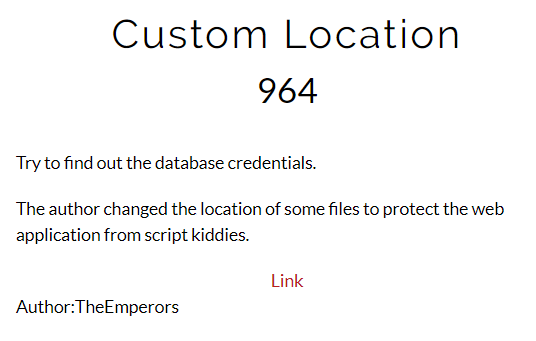 Custom Location
964
Try to find out the database credentials.
The author changed the location of some files to protect the web
application from script kiddies.
Link
Author:TheEmperors